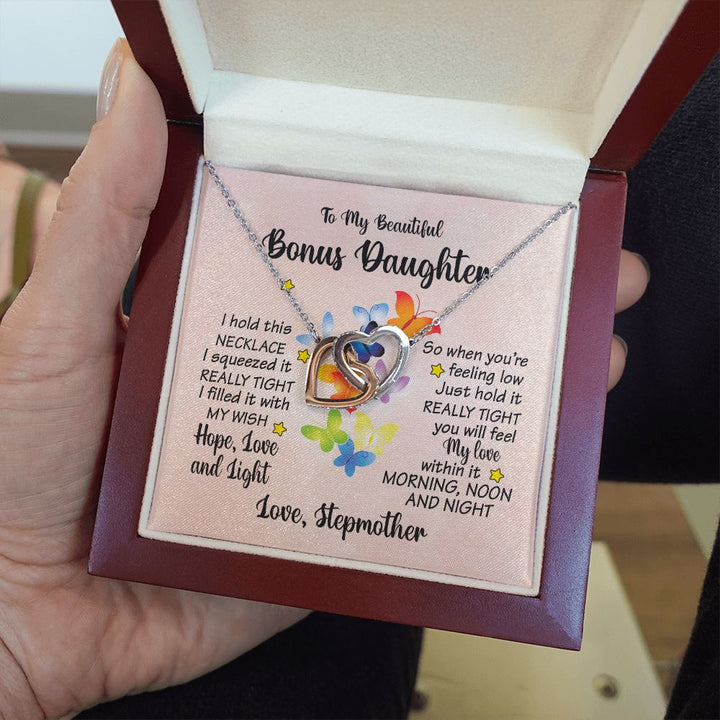 To My Beautiful
Bonus Daughter
I hold this
NECKLACE
I squeezed it
REALLY TIGHT
I filled it with
MY WISH
Hope, Love
and Light
So when you're
feeling low
Just hold it
REALLY TIGHT
you will feel
My love
within it
MORNING, NOON
AND NIGHT
Love, Stepmother